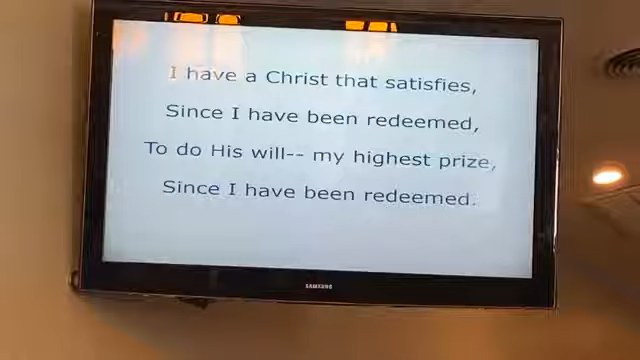 I have a Christ that satisfies,
Since I have been redeemed,
To do His will-- my highest prize,
Since I have been redeemed.
SAMSUNG